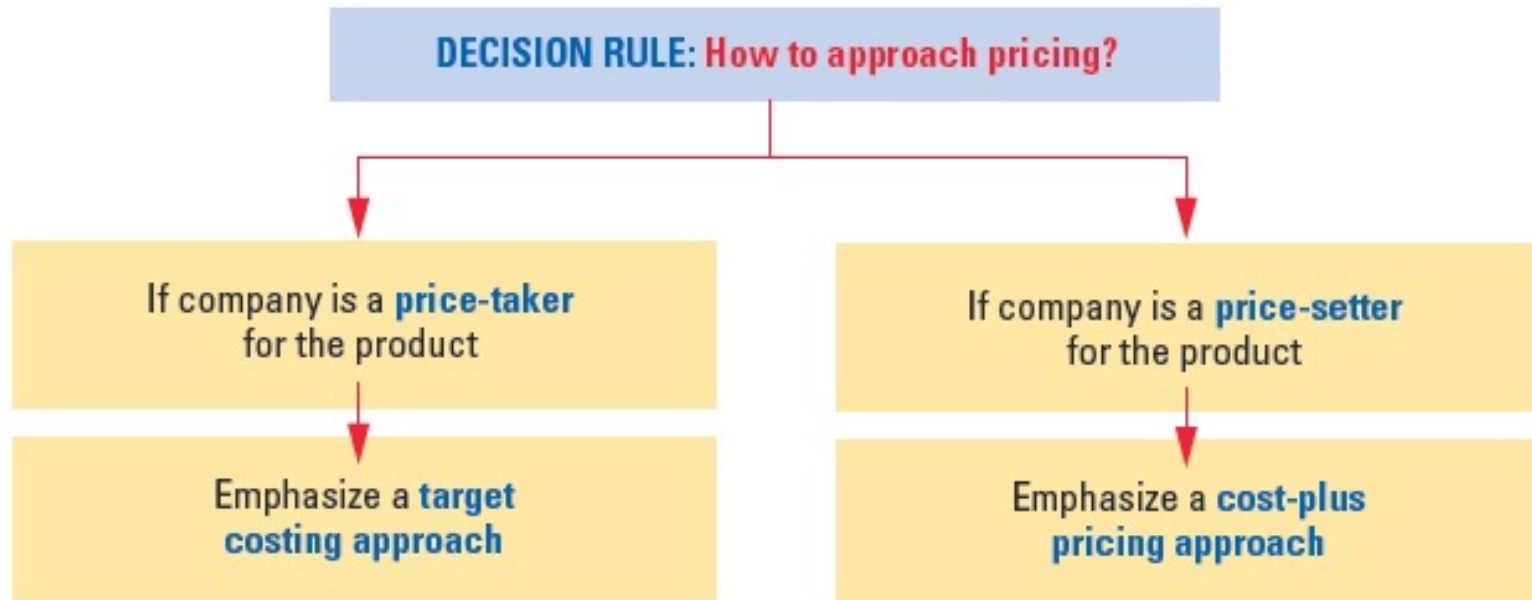 DECISION RULE: How to approach pricing?
If company is a price-taker
for the product
If company is a price-setter
for the product
Emphasize a target
costing approach
Emphasize a cost-plus
pricing approach